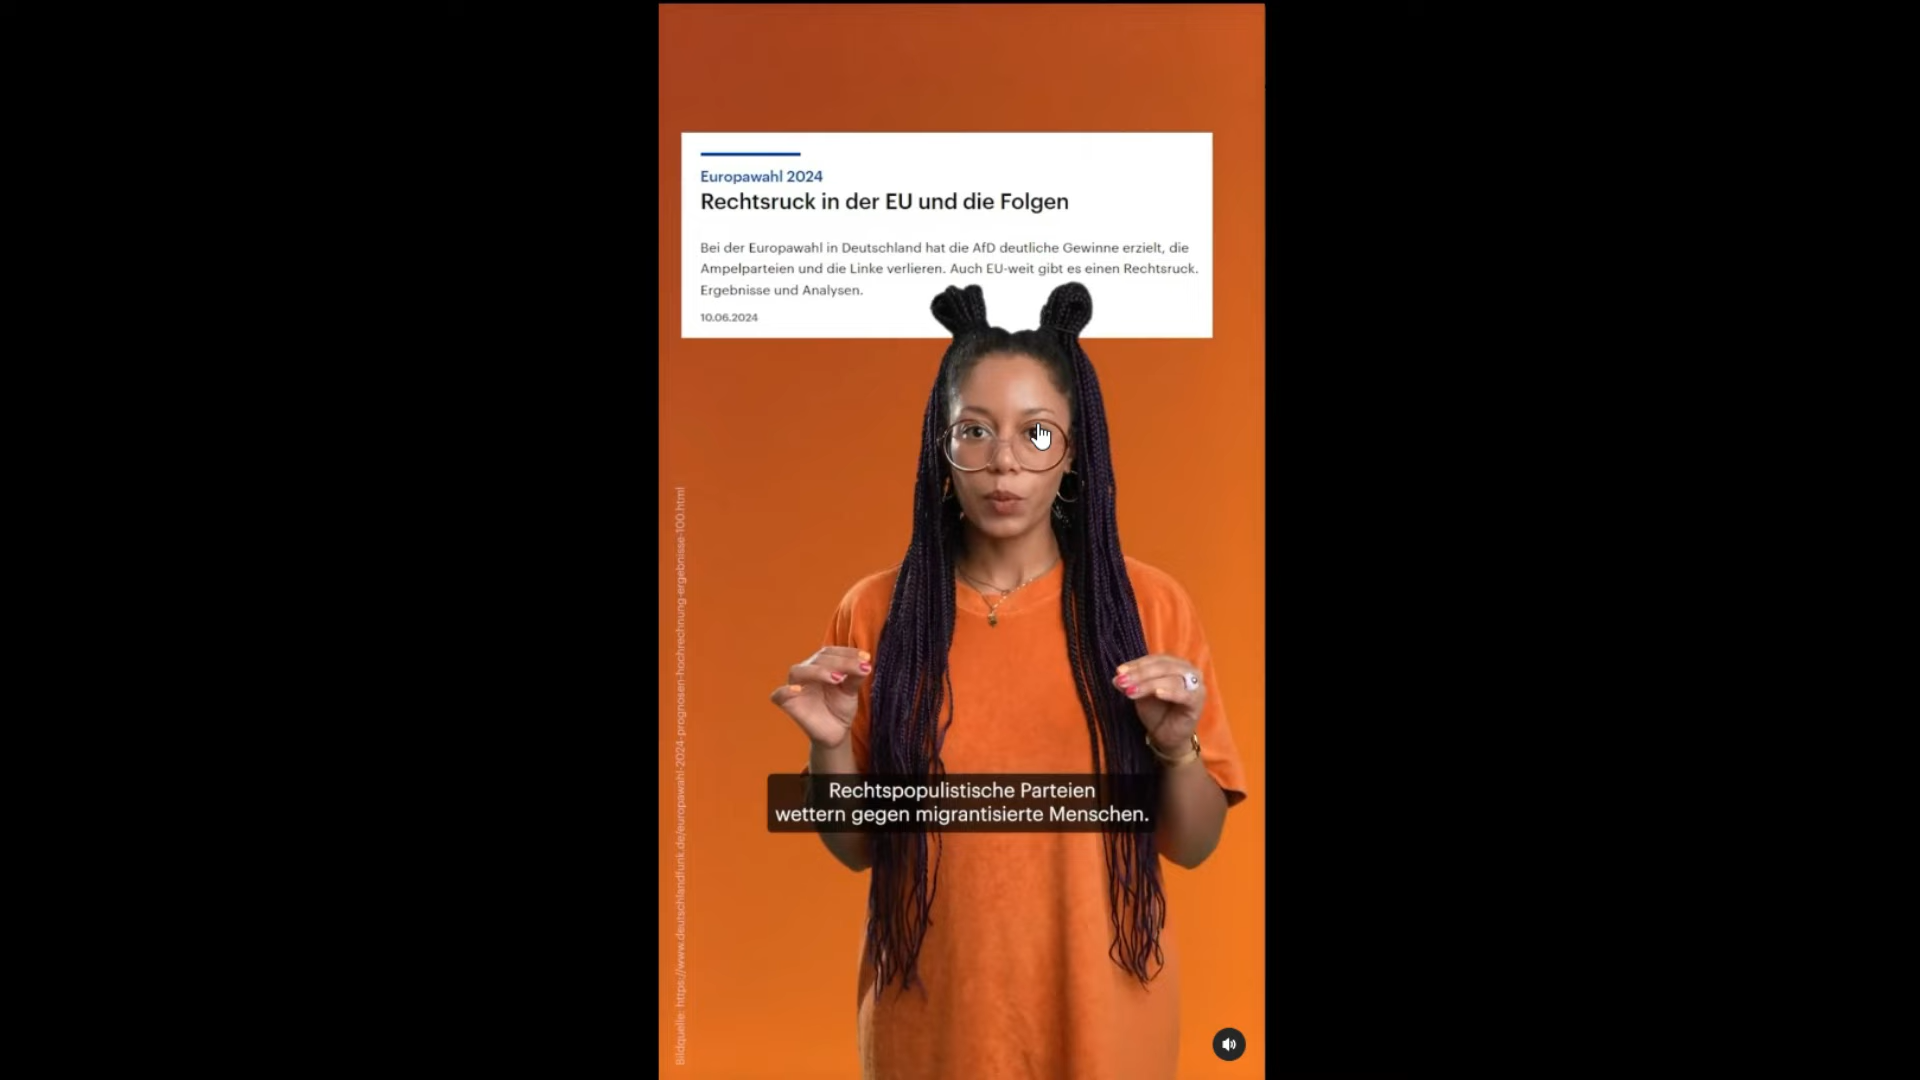 Europawahl 2024
Rechtsruck in der EU und die Folgen
Bei der Europawahl in Deutschland hat die AfD deutliche Gewinne erzielt, die
Ampelparteien und die Linke verlieren. Auch EU-weit gibt es einen Rechtsruck.
Ergebnisse und Analysen.
10.06.2024
Bildquelle: https://www.deutschlandfunk.de/europawahl-2024-prognosen-hochrechnung-ergebnisse-100.html
Rechtspopulistische Parteien
wettern gegen migrantisierte Menschen.